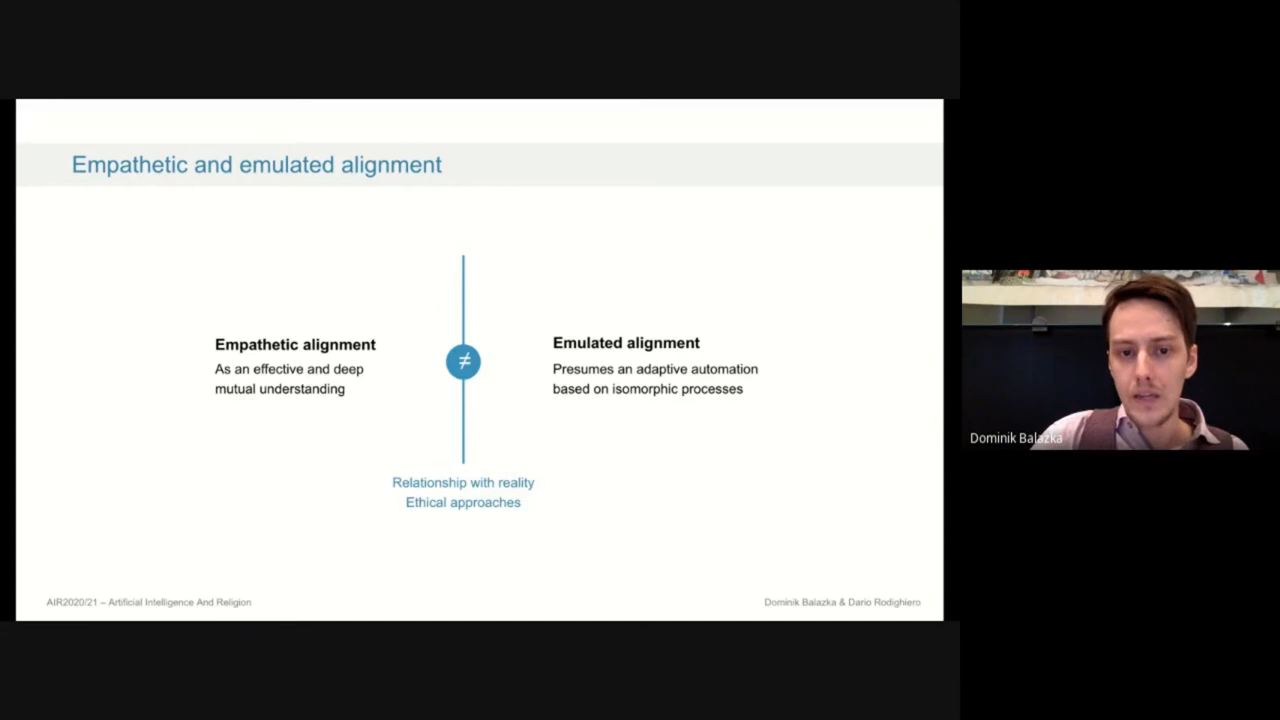 Empathetic and emulated alignment
Empathetic alignment
As an effective and deep
mutual understanding
≠
Emulated alignment
Presumes an adaptive automation
based on isomorphic processes
Relationship with reality
Ethical approaches
AIR2020/21 – Artificial Intelligence And Religion
Dominik Balazka & Dario Rodighiero
Dominik Balazka